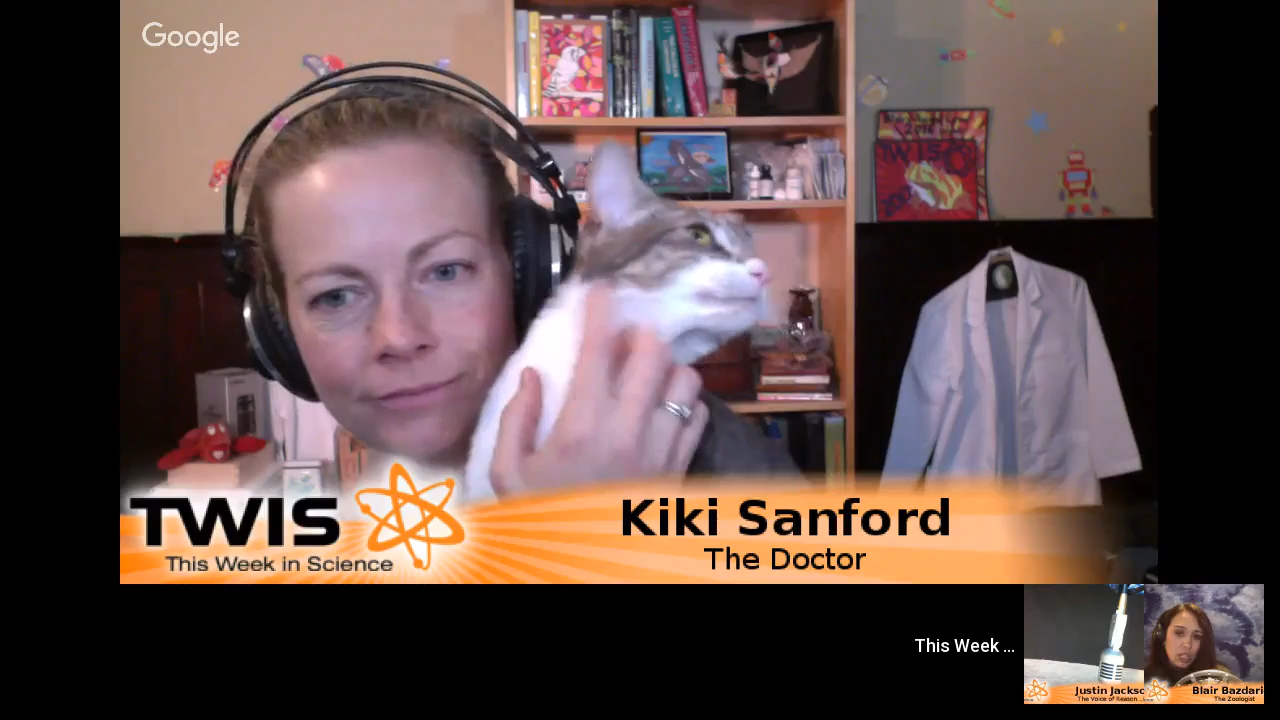 Google
TWIS
TWIS
This Week in Science
Kiki Sanford
The Doctor
This Week ...
Justin Jackso
The Voice of Reason
Blair Bazdari
The Zoologist